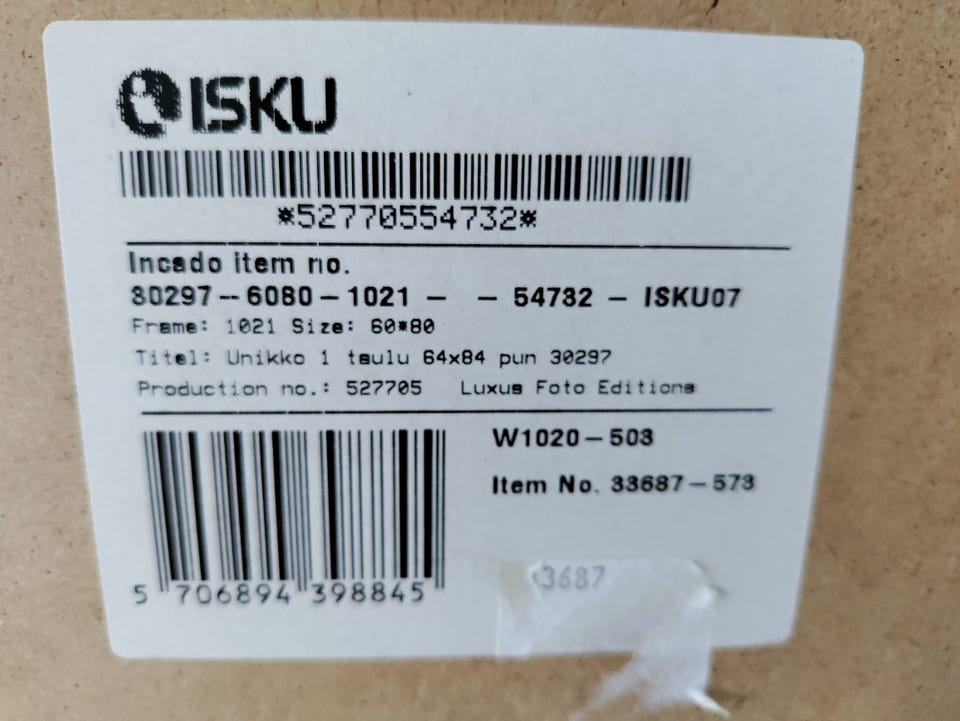 ISKU
*52770554732*
Incado item no.
30297-6080-1021 - - 54732 - ISKU07
Frame: 1021 Size: 60*80
Titel: Unikko 1 taulu 64x84 pun 30297
Production no.: 527705 Luxus Foto Editions
W1020-503
Item No. 33687-573
3687
5 706894 398845